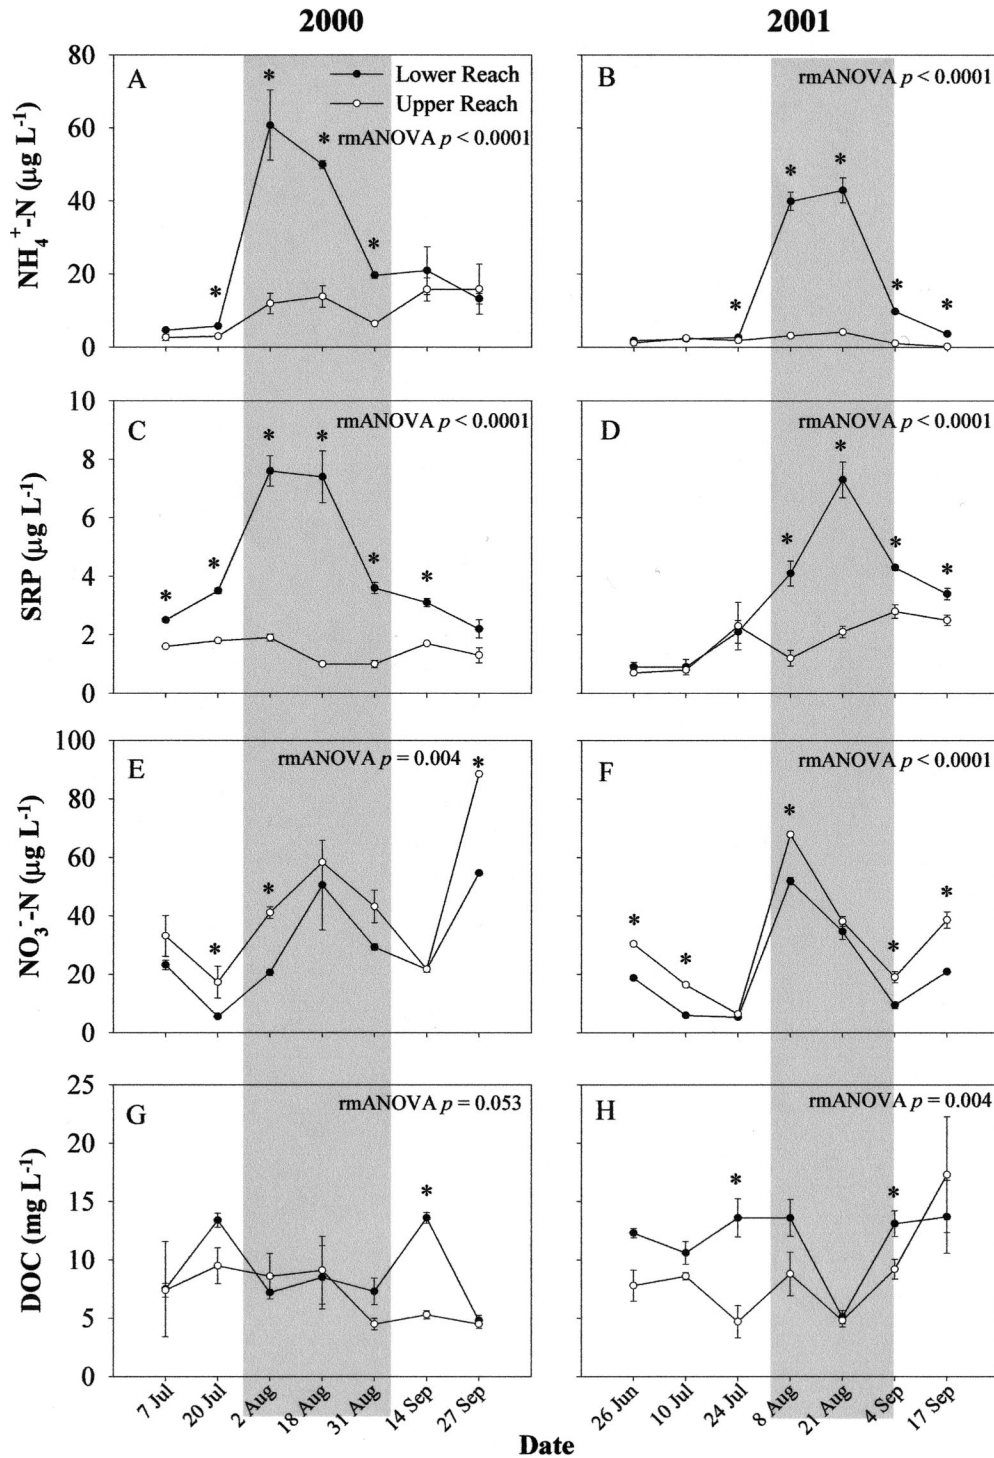 2000
2001
80
60
40
20
0
NH₄⁺-N (µg L⁻¹)
A
*
*
*
*
Lower Reach
Upper Reach
rmANOVA p < 0.0001
B
rmANOVA p < 0.0001
*
*
*
*
*
10
8
6
4
2
0
SRP (µg L⁻¹)
C
rmANOVA p < 0.0001
*
*
*
*
*
*
D
rmANOVA p < 0.0001
*
*
*
*
100
80
60
40
20
0
NO₃⁻-N (µg L⁻¹)
E
rmANOVA p = 0.004
*
*
*
F
rmANOVA p < 0.0001
*
*
*
*
*
25
20
15
10
5
0
DOC (mg L⁻¹)
G
rmANOVA p = 0.053
*
H
rmANOVA p = 0.004
*
*
7 Jul
20 Jul
2 Aug
18 Aug
31 Aug
14 Sep
27 Sep
26 Jun
10 Jul
24 Jul
8 Aug
21 Aug
4 Sep
17 Sep
Date